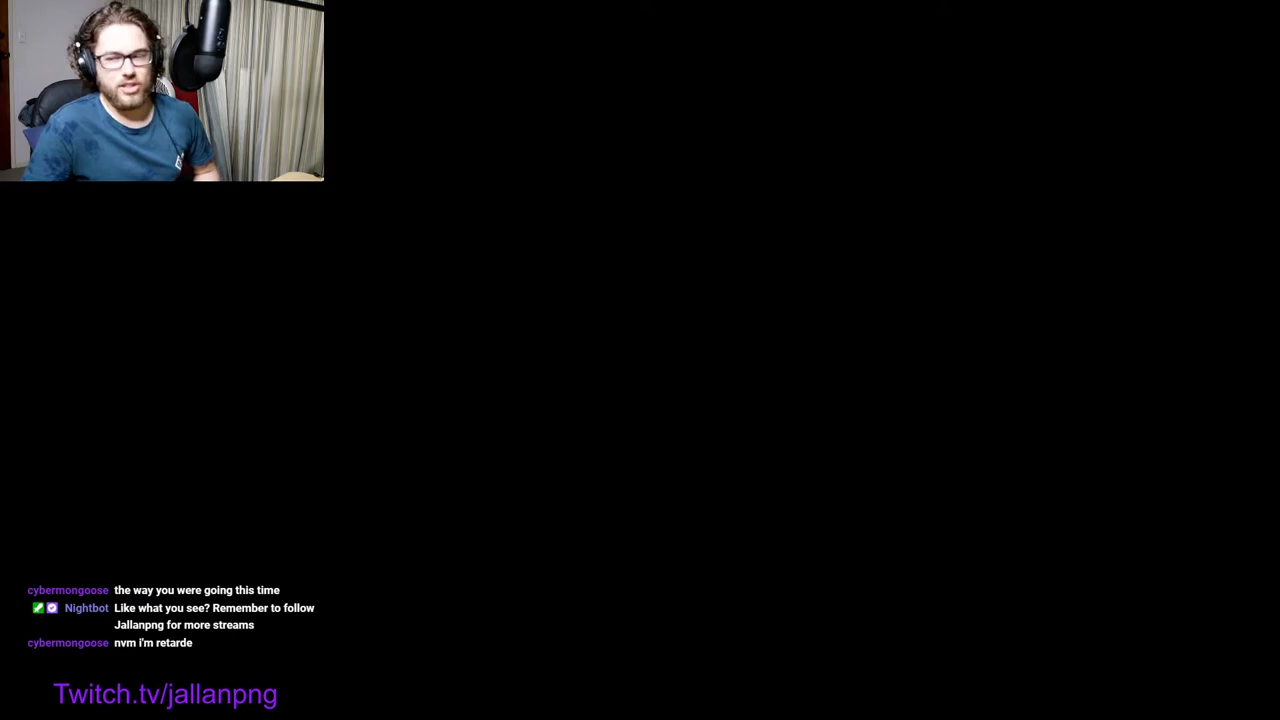 cybermongoose the way you were going this time
Nightbot Like what you see? Remember to follow
Jallanpng for more streams
cybermongoose nvm i'm retarde
Twitch.tv/jallanpng